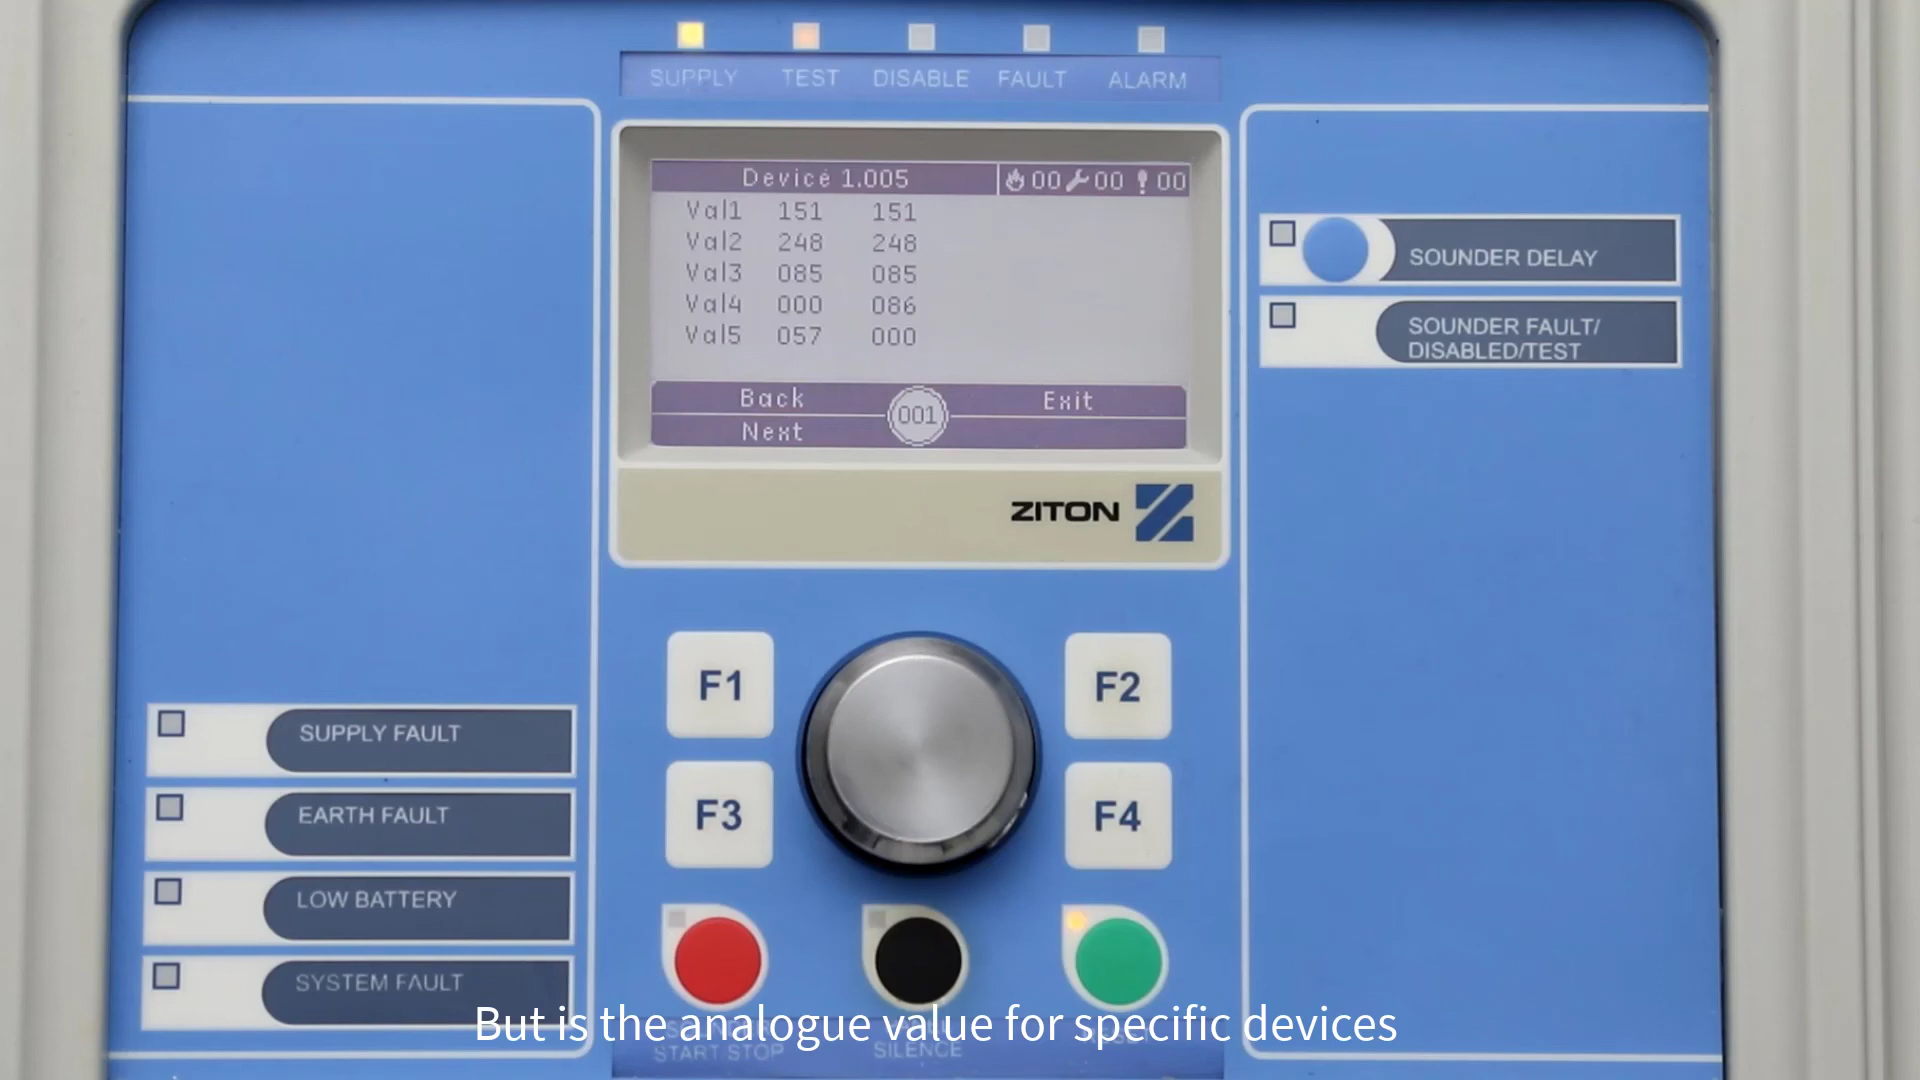 SUPPLY TEST DISABLE FAULT ALARM
Device 1.005 00 00 00
Val1 151 151
Val2 248 248
Val3 085 085
Val4 000 086
Val5 057 000
Back 001 Exit
Next
ZITON
SOUNDER DELAY
SOUNDER FAULT/
DISABLED/TEST
F1 F2
F3 F4
SUPPLY FAULT
EARTH FAULT
LOW BATTERY
SYSTEM FAULT
But is the analogue value for specific devices
START STOP
SILENCE